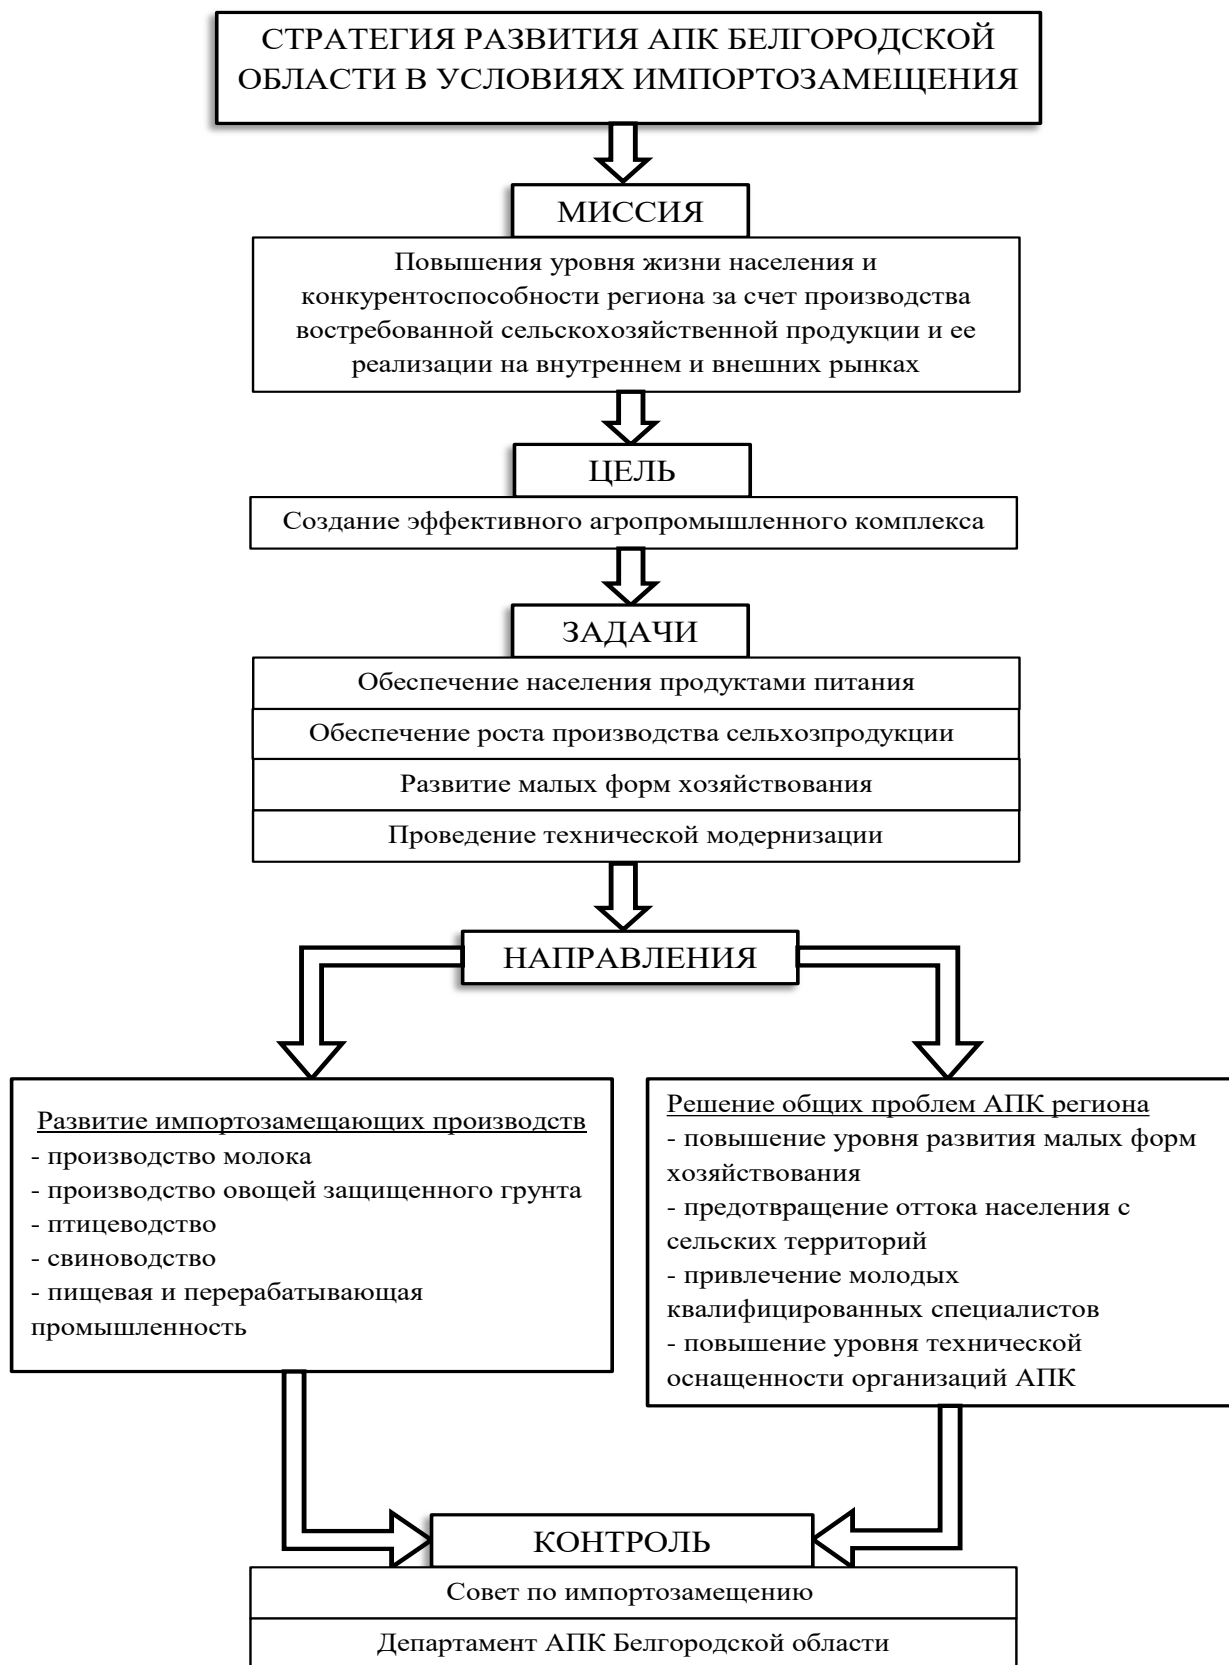 СТРАТЕГИЯ РАЗВИТИЯ АПК БЕЛГОРОДСКОЙ
ОБЛАСТИ В УСЛОВИЯХ ИМПОРТОЗАМЕЩЕНИЯ
МИССИЯ
Повышения уровня жизни населения и
конкурентоспособности региона за счет производства
востребованной сельскохозяйственной продукции и ее
реализации на внутреннем и внешних рынках
ЦЕЛЬ
Создание эффективного агропромышленного комплекса
ЗАДАЧИ
Обеспечение населения продуктами питания
Обеспечение роста производства сельхозпродукции
Развитие малых форм хозяйствования
Проведение технической модернизации
НАПРАВЛЕНИЯ
Развитие импортозамещающих производств
- производство молока
- производство овощей защищенного грунта
- птицеводство
- свиноводство
- пищевая и перерабатывающая
промышленность
Решение общих проблем АПК региона
- повышение уровня развития малых форм
хозяйствования
- предотвращение оттока населения с
сельских территорий
- привлечение молодых
квалифицированных специалистов
- повышение уровня технической
оснащенности организаций АПК
КОНТРОЛЬ
Совет по импортозамещению
Департамент АПК Белгородской области